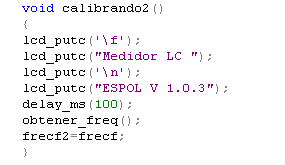 void calibrando2()
{
lcd_putc('\f');
lcd_putc("Medidor LC ");
lcd_putc('\n');
lcd_putc("ESPOL V 1.0.3");
delay_ms(100);
obtener_freq();
frecf2=frecf;
}